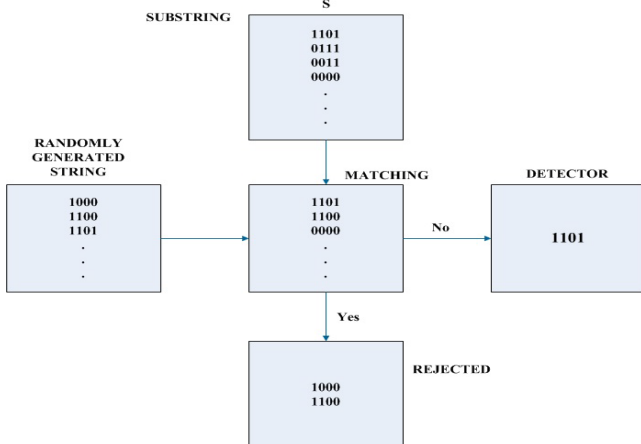 S
SUBSTRING
1101
0111
0011
0000
.
.
.
RANDOMLY
GENERATED
STRING
1000
1100
1101
.
.
.
MATCHING
1101
1100
0000
.
.
.
No
DETECTOR
1101
Yes
REJECTED
1000
1100